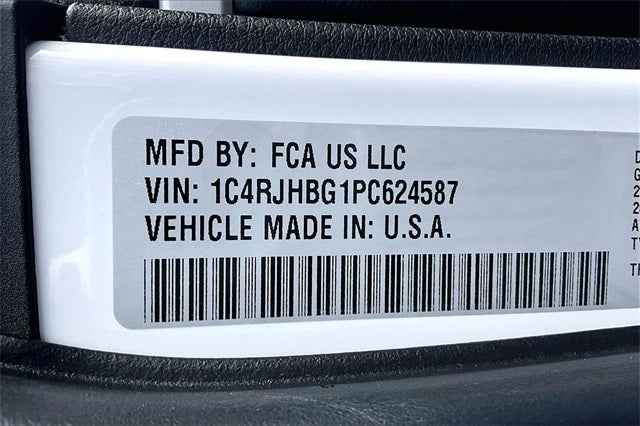 MFD BY: FCA US LLC
VIN: 1C4RJHBG1PC624587
VEHICLE MADE IN: U.S.A.